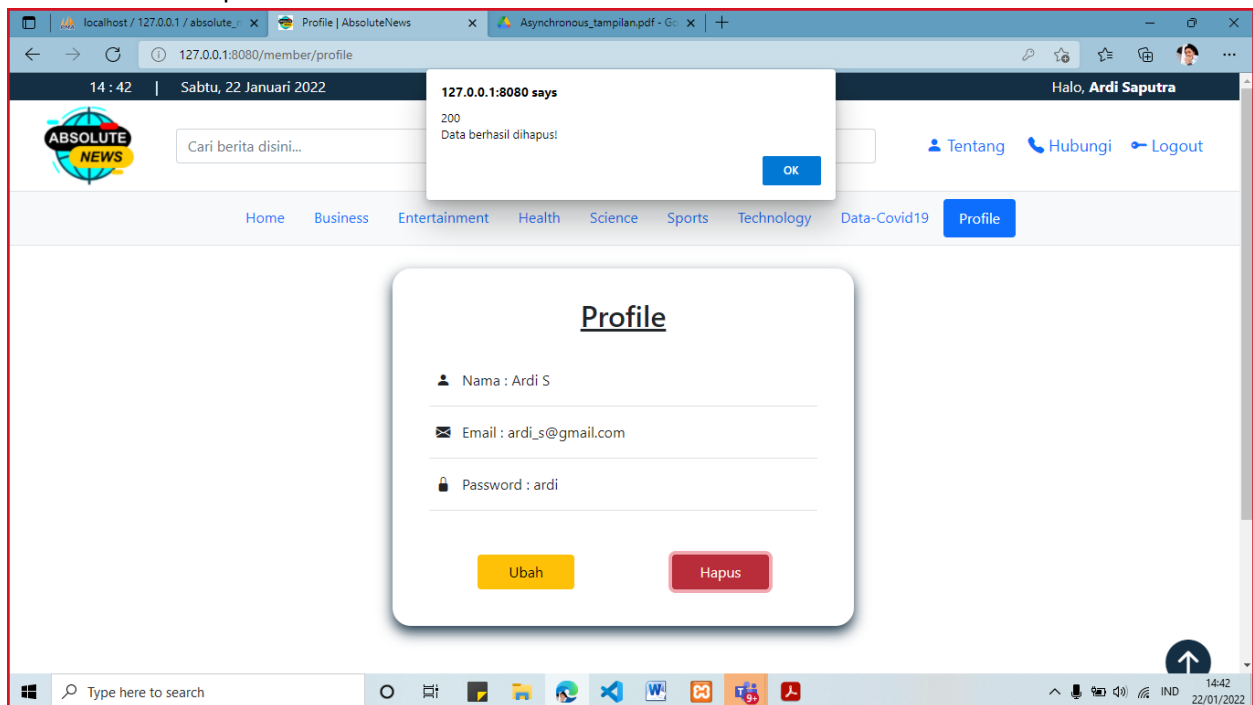 localhost / 127.0.0.1 / absolute_n
Profile | AbsoluteNews
Asynchronous_tampilan.pdf - Go
127.0.0.1:8080/member/profile
14 : 42 | Sabtu, 22 Januari 2022
Halo, Ardi Saputra
127.0.0.1:8080 says
200
Data berhasil dihapus!
OK
ABSOLUTE
NEWS
Cari berita disini...
Tentang
Hubungi
Logout
Home
Business
Entertainment
Health
Science
Sports
Technology
Data-Covid19
Profile
Profile
Nama : Ardi S
Email : ardi_s@gmail.com
Password : ardi
Ubah
Hapus
Type here to search
9+
IND
14:42
22/01/2022